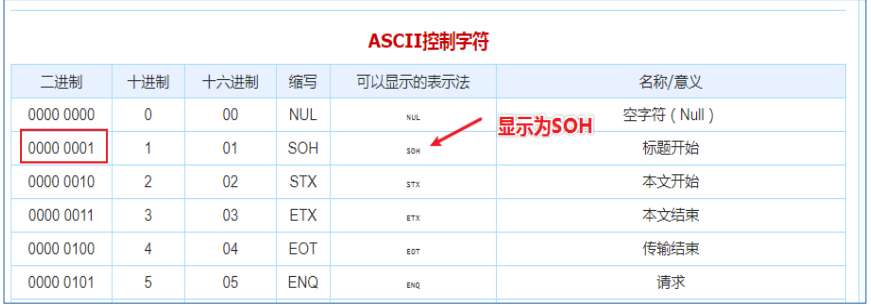 ASCII控制字符
二进制 十进制 十六进制 缩写 可以显示的表示法 名称/意义
0000 0000 0 00 NUL NUL 空字符 ( Null )
显示为SOH
0000 0001 1 01 SOH SOH 标题开始
0000 0010 2 02 STX STX 本文开始
0000 0011 3 03 ETX ETX 本文结束
0000 0100 4 04 EOT EOT 传输结束
0000 0101 5 05 ENQ ENQ 请求